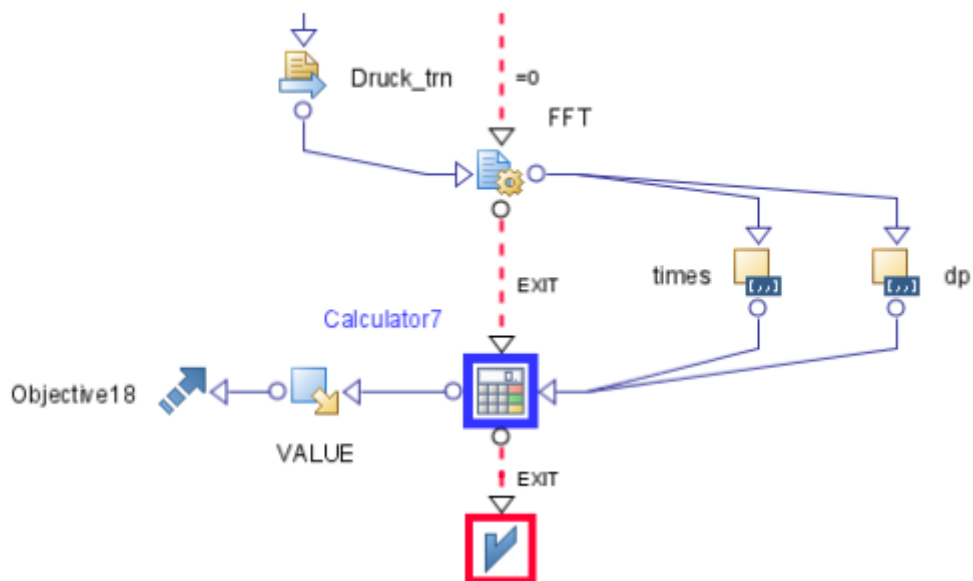 Druck_trn
=0
FFT
times
dp
EXIT
Calculator7
Objective18
VALUE
EXIT